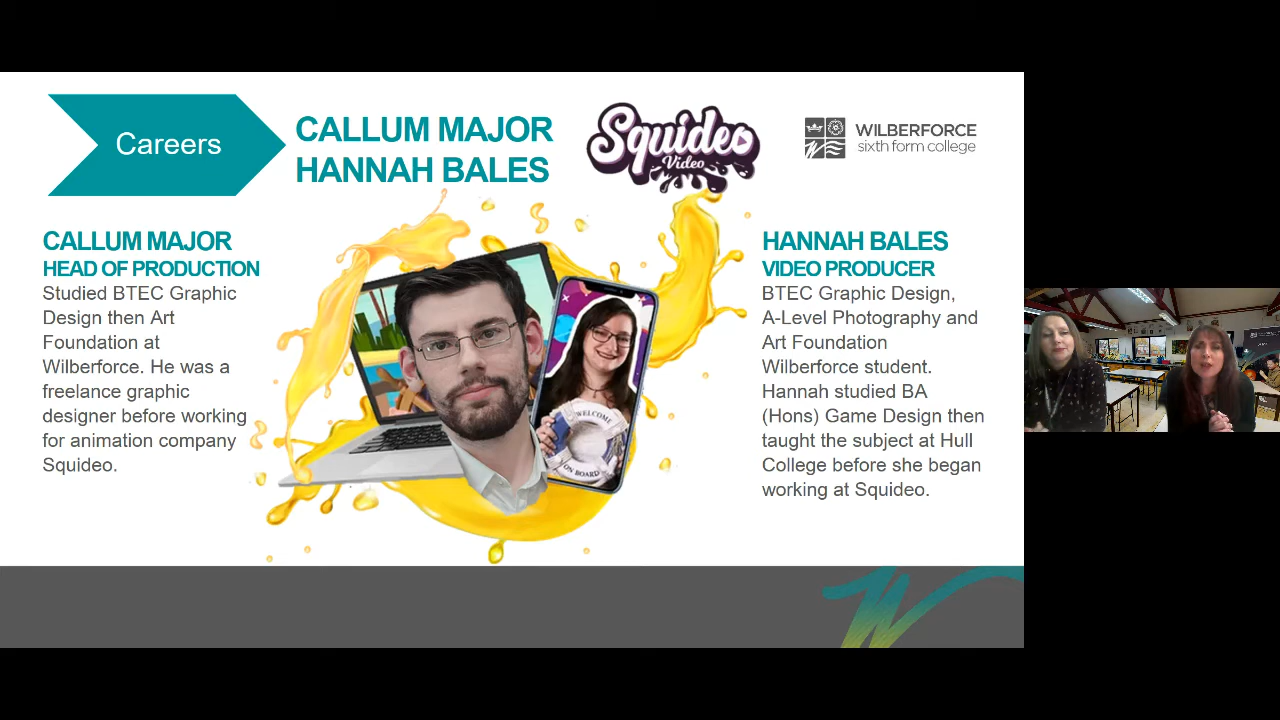 Careers
CALLUM MAJOR
HANNAH BALES
Squideo
Video
WILBERFORCE
sixth form college
CALLUM MAJOR
HEAD OF PRODUCTION
Studied BTEC Graphic
Design then Art
Foundation at
Wilberforce. He was a
freelance graphic
designer before working
for animation company
Squideo.
WELCOME
ON BOARD
HANNAH BALES
VIDEO PRODUCER
BTEC Graphic Design,
A-Level Photography and
Art Foundation
Wilberforce student.
Hannah studied BA
(Hons) Game Design then
taught the subject at Hull
College before she began
working at Squideo.